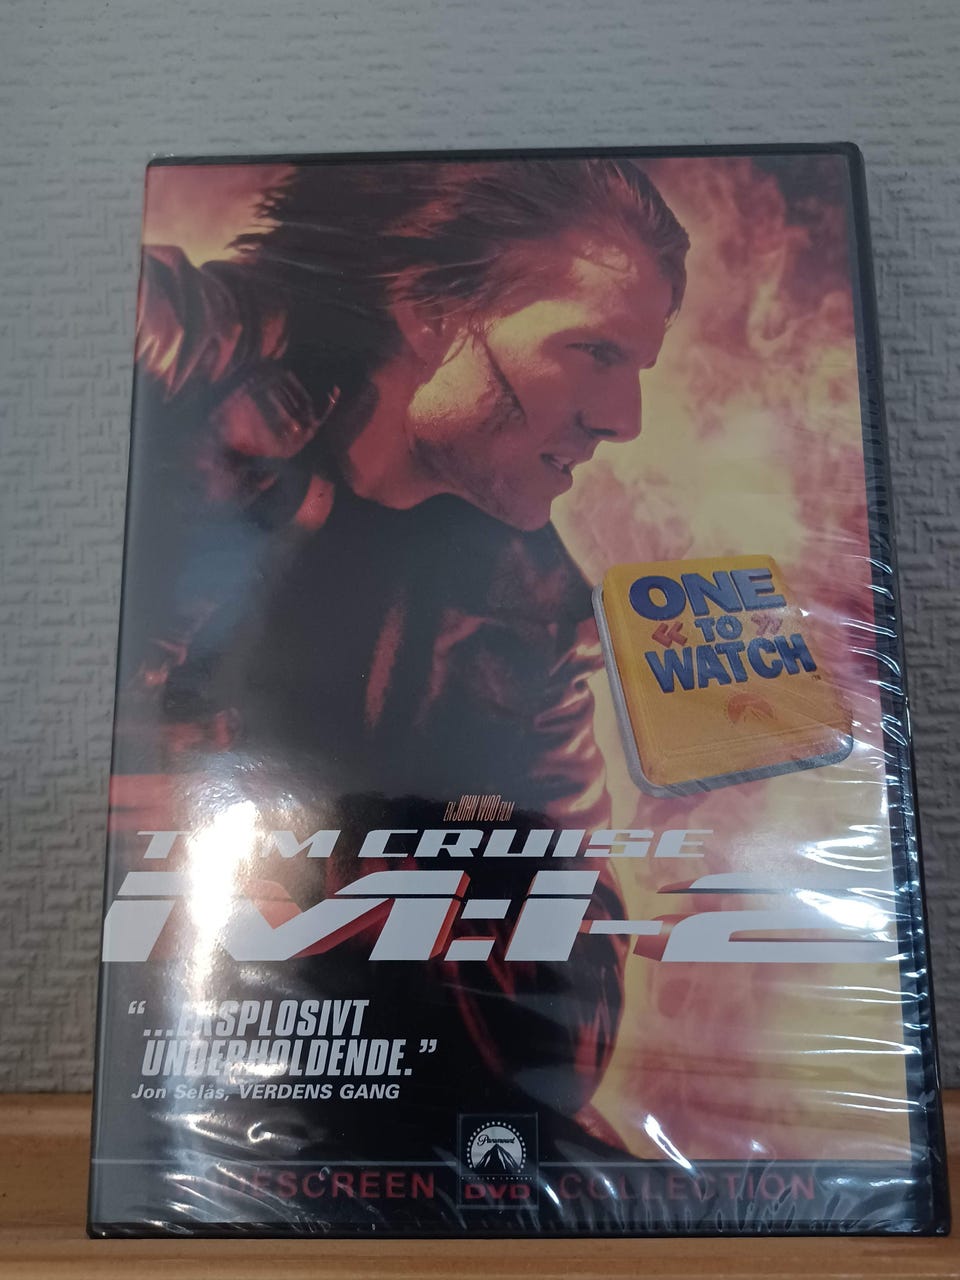 ONE
« TO »
WATCH™
EN JOHN WOO FILM
TOM CRUISE
M:I-2
“...EKSPLOSIVT
UNDERHOLDENDE.”
Jon Selås, VERDENS GANG
Paramount
WIDESCREEN DVD COLLECTION